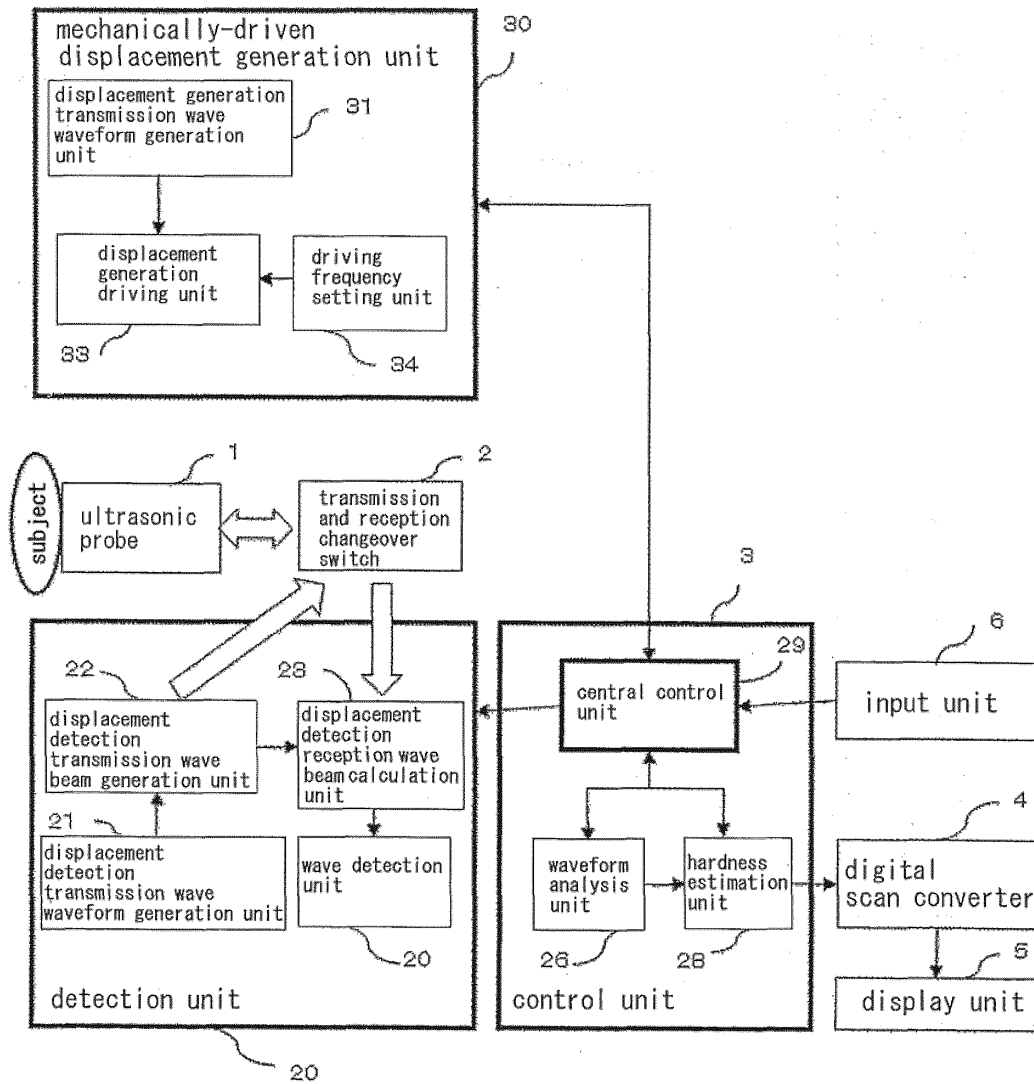 mechanically-driven
displacement generation unit
30
displacement generation
transmission wave
waveform generation
unit
31
displacement
generation
driving unit
driving
frequency
setting unit
33
34
1
2
subject
ultrasonic
probe
transmission
and reception
changeover
switch
3
22
23
29
6
displacement
detection
transmission wave
beam generation unit
displacement
detection
reception wave
beam calculation
unit
central control
unit
input unit
21
4
displacement
detection
transmission wave
waveform generation unit
wave detection
unit
waveform
analysis
unit
hardness
estimation
unit
digital
scan converter
20
26
28
5
detection unit
control unit
display unit
20